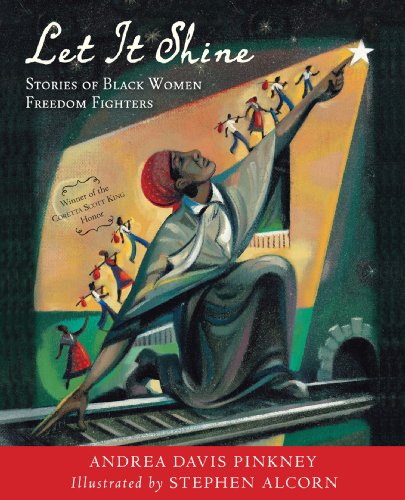 Let It Shine
STORIES OF BLACK WOMEN
FREEDOM FIGHTERS
Winner of the
CORETTA SCOTT KING
Honor
ANDREA DAVIS PINKNEY
Illustrated by STEPHEN ALCORN